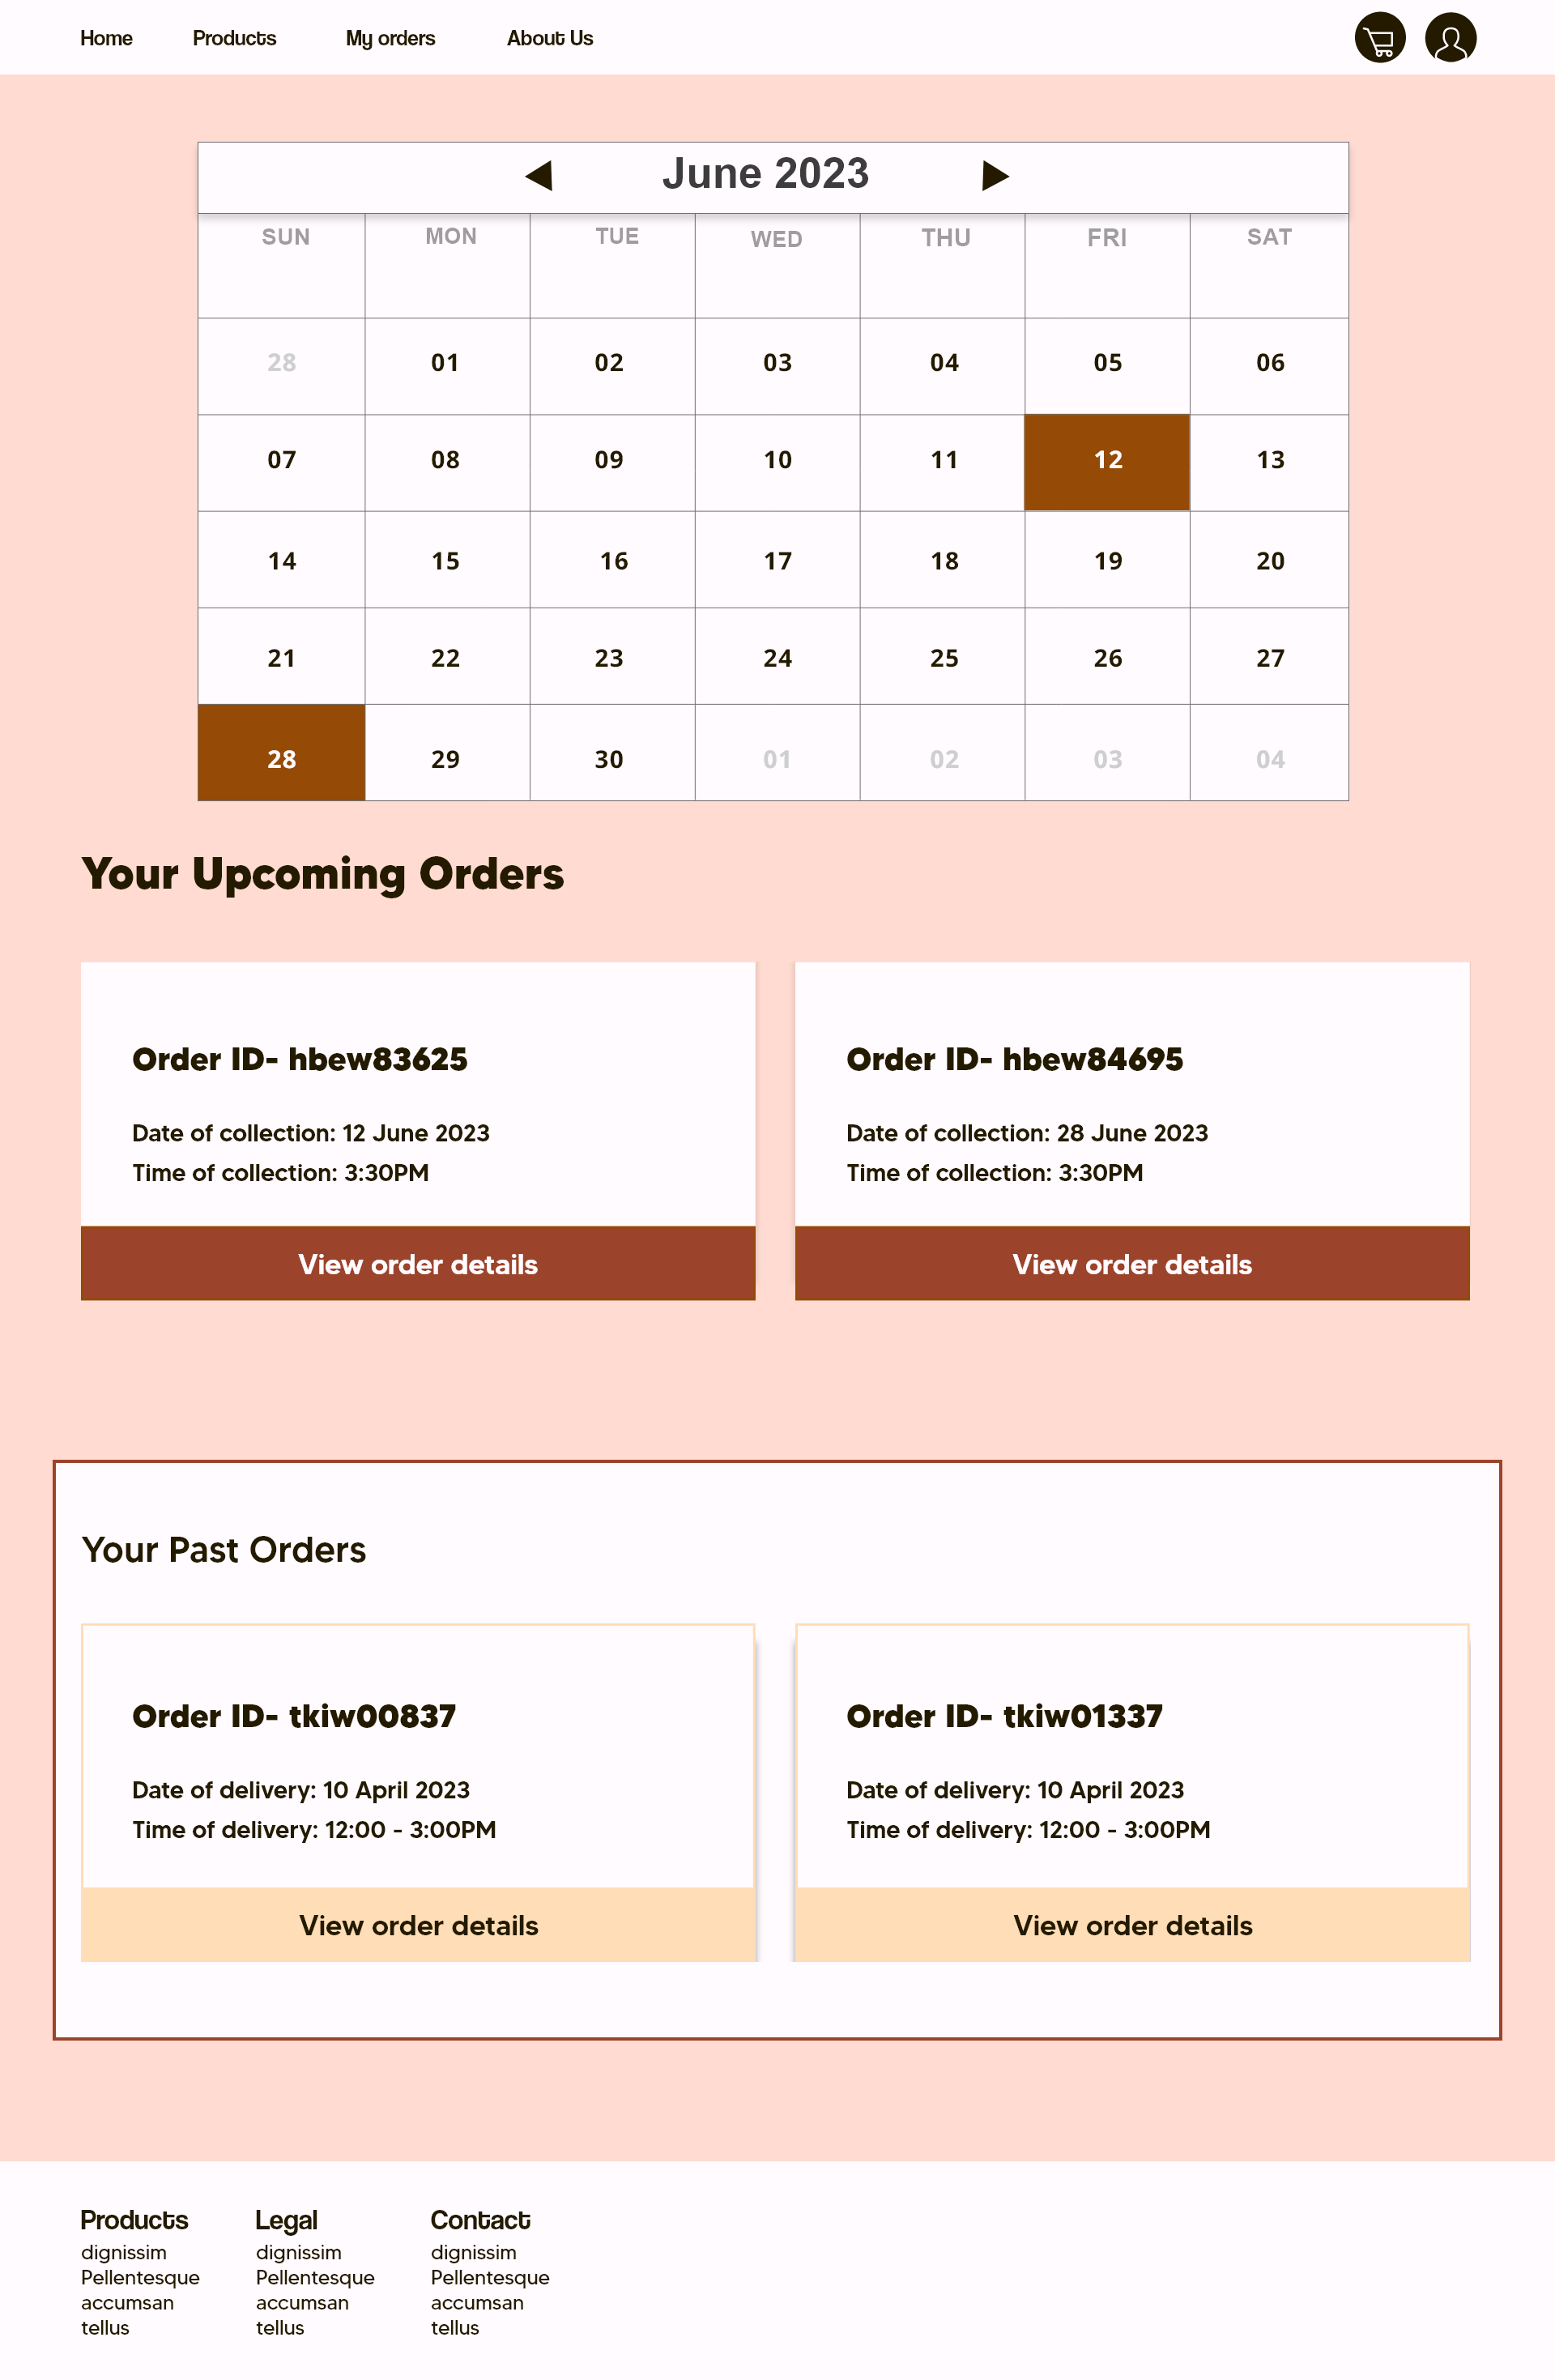 Home Products My orders About Us
June 2023
SUN MON TUE WED THU FRI SAT
28 01 02 03 04 05 06
07 08 09 10 11 12 13
14 15 16 17 18 19 20
21 22 23 24 25 26 27
28 29 30 01 02 03 04
Your Upcoming Orders
Order ID- hbew83625
Date of collection: 12 June 2023
Time of collection: 3:30PM
View order details
Order ID- hbew84695
Date of collection: 28 June 2023
Time of collection: 3:30PM
View order details
Your Past Orders
Order ID- tkiw00837
Date of delivery: 10 April 2023
Time of delivery: 12:00 - 3:00PM
View order details
Order ID- tkiw01337
Date of delivery: 10 April 2023
Time of delivery: 12:00 - 3:00PM
View order details
Products
dignissim
Pellentesque
accumsan
tellus
Legal
dignissim
Pellentesque
accumsan
tellus
Contact
dignissim
Pellentesque
accumsan
tellus